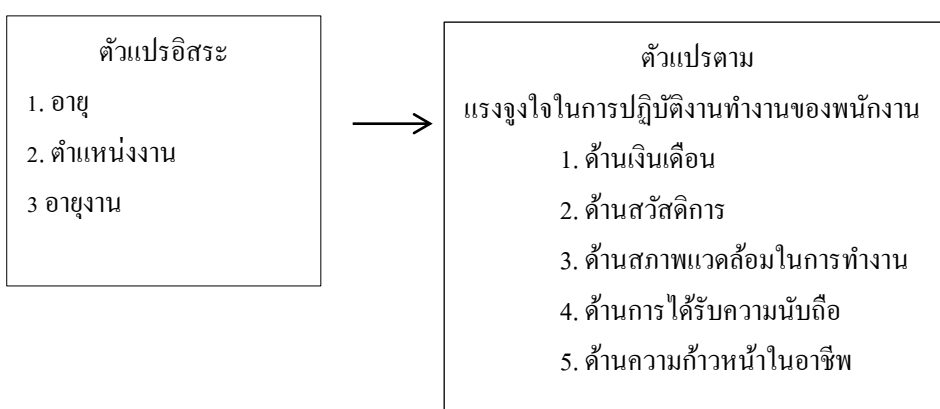 ตัวแปรอิสระ
1. อายุ
2. ตำแหน่งงาน
3 อายุงาน
ตัวแปรตาม
แรงจูงใจในการปฏิบัติงานทำงานของพนักงาน
1. ด้านเงินเดือน
2. ด้านสวัสดิการ
3. ด้านสภาพแวดล้อมในการทำงาน
4. ด้านการได้รับความนับถือ
5. ด้านความก้าวหน้าในอาชีพ